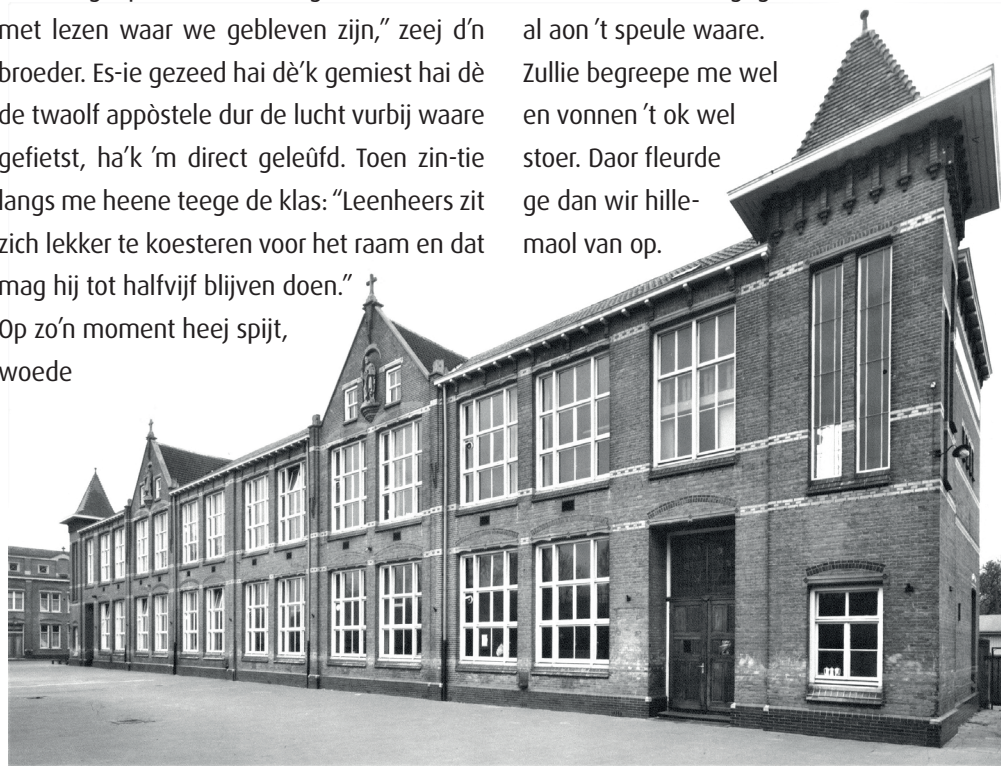 met lezen waar we gebleven zijn,” zeej d’n
broeder. Es-ie gezeed hai dè’k gemiest hai dè
de twaolf appòstele dur de lucht vurbij waare
gefietst, ha’k ’m direct geleûfd. Toen zin-tie
langs me heene teege de klas: “Leenheers zit
zich lekker te koesteren voor het raam en dat
mag hij tot halfvijf blijven doen.”
Op zo’n moment heej spijt,
woede
al aon ’t speule waare.
Zullie begreepe me wel
en vonnen ’t ok wel
stoer. Daor fleurde
ge dan wir hille-
maol van op.